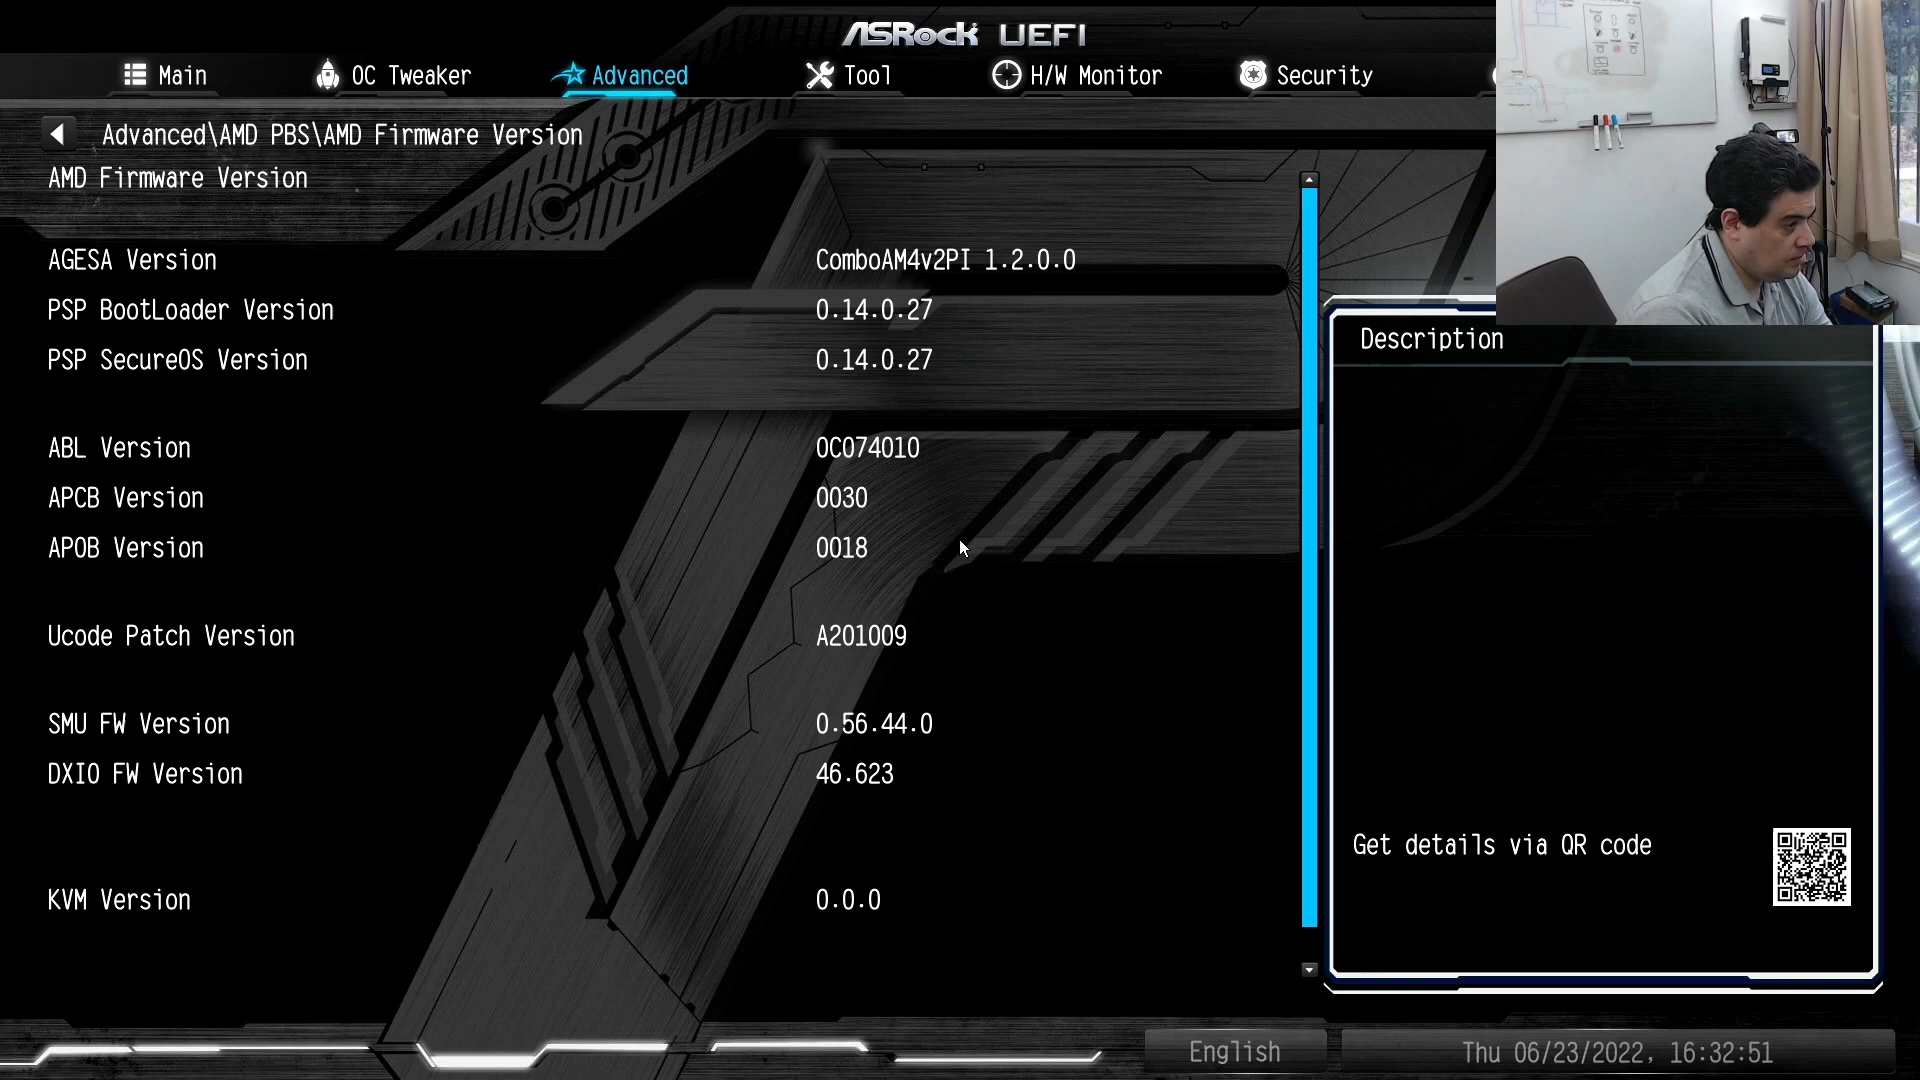 ASRock UEFI
Main
OC Tweaker
Advanced
Tool
H/W Monitor
Security
Advanced\AMD PBS\AMD Firmware Version
AMD Firmware Version
AGESA Version ComboAM4v2PI 1.2.0.0
PSP BootLoader Version 0.14.0.27
PSP SecureOS Version 0.14.0.27
ABL Version 0C074010
APCB Version 0030
APOB Version 0018
Ucode Patch Version A201009
SMU FW Version 0.56.44.0
DXIO FW Version 46.623
KVM Version 0.0.0
Description
Get details via QR code
English
Thu 06/23/2022, 16:32:51